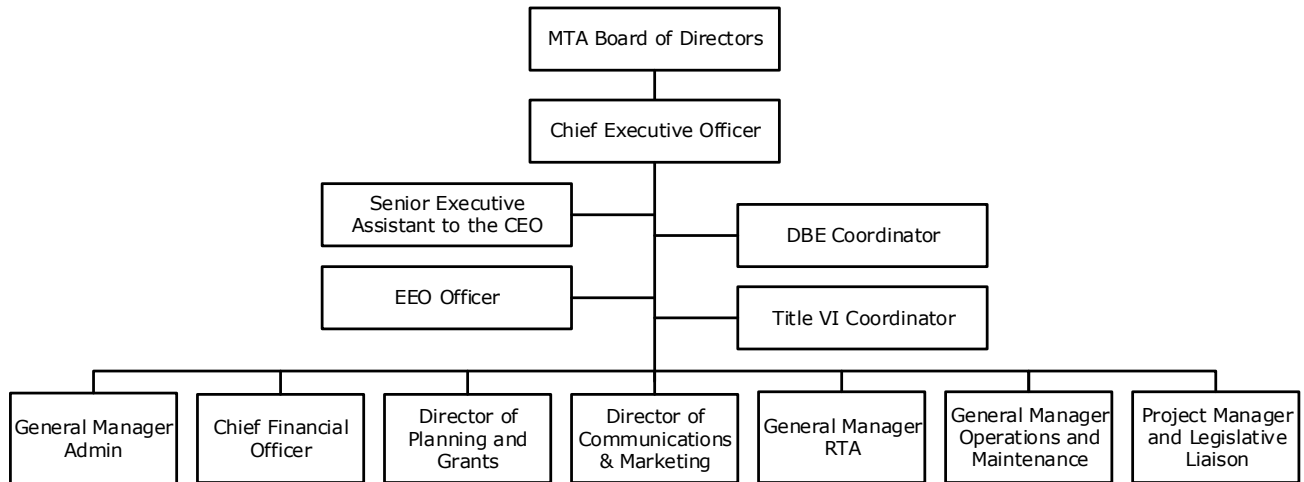 MTA Board of Directors
Chief Executive Officer
Senior Executive
Assistant to the CEO
DBE Coordinator
EEO Officer
Title VI Coordinator
General Manager
Admin
Chief Financial
Officer
Director of
Planning and
Grants
Director of
Communications
& Marketing
General Manager
RTA
General Manager
Operations and
Maintenance
Project Manager
and Legislative
Liaison